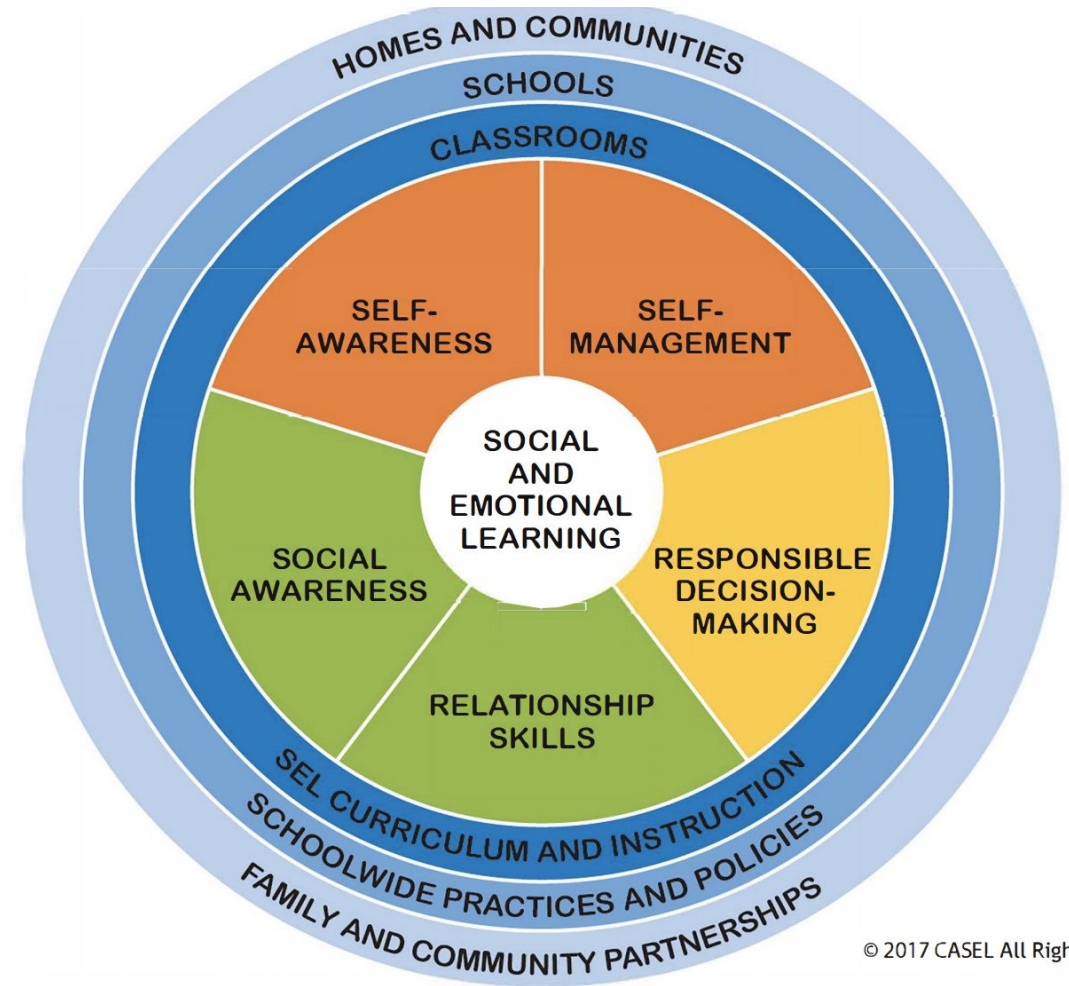 HOMES AND COMMUNITIES
SCHOOLS
CLASSROOMS
SELF-
AWARENESS
SELF-
MANAGEMENT
SOCIAL
AND
EMOTIONAL
LEARNING
SOCIAL
AWARENESS
RESPONSIBLE
DECISION-
MAKING
RELATIONSHIP
SKILLS
SEL CURRICULUM AND INSTRUCTION
SCHOOLWIDE PRACTICES AND POLICIES
FAMILY AND COMMUNITY PARTNERSHIPS
© 2017 CASEL All Righ